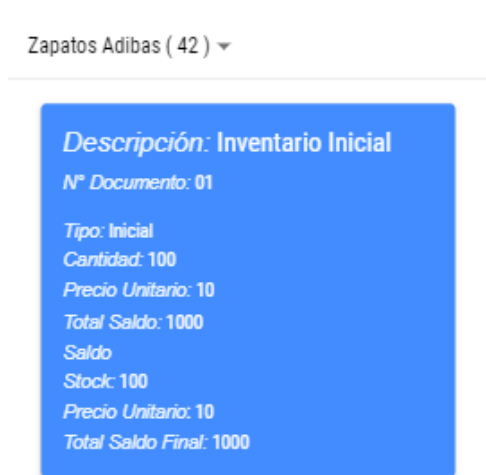 Zapatos Adibas ( 42 )
Descripción: Inventario Inicial
N° Documento: 01
Tipo: Inicial
Cantidad: 100
Precio Unitario: 10
Total Saldo: 1000
Saldo
Stock: 100
Precio Unitario: 10
Total Saldo Final: 1000